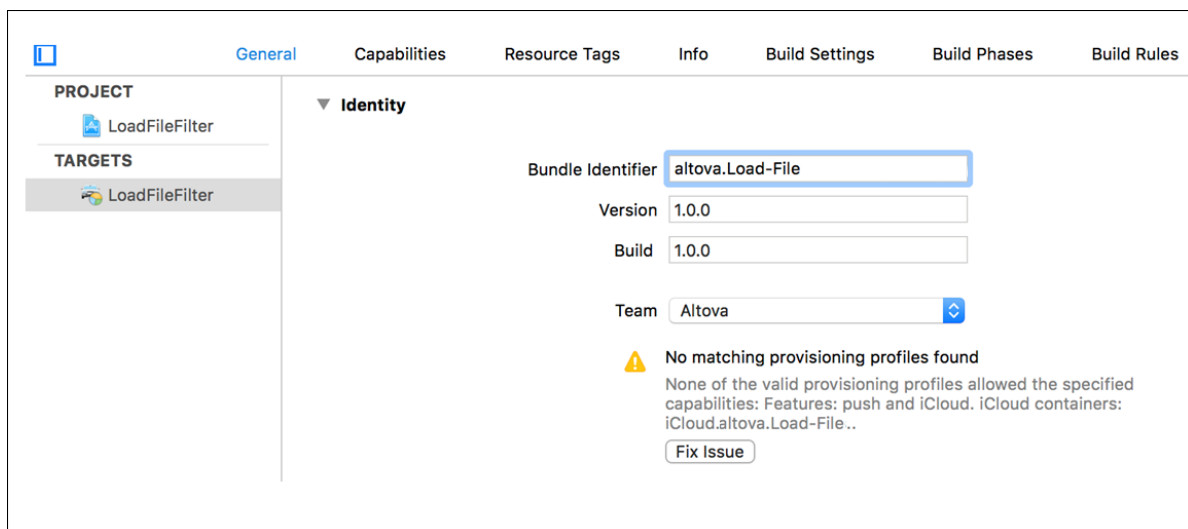 General Capabilities Resource Tags Info Build Settings Build Phases Build Rules
PROJECT
LoadFileFilter
TARGETS
LoadFileFilter
Identity
Bundle Identifier altova.Load-File
Version 1.0.0
Build 1.0.0
Team Altova
No matching provisioning profiles found
None of the valid provisioning profiles allowed the specified
capabilities: Features: push and iCloud. iCloud containers:
iCloud.altova.Load-File..
Fix Issue